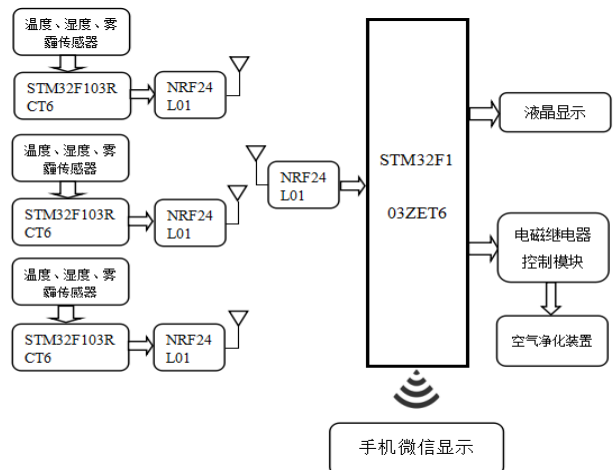 温度、湿度、雾
霾传感器
STM32F103R
CT6
NRF24
L01
温度、湿度、雾
霾传感器
STM32F103R
CT6
NRF24
L01
温度、湿度、雾
霾传感器
STM32F103R
CT6
NRF24
L01
NRF24
L01
STM32F1
03ZET6
液晶显示
电磁继电器
控制模块
空气净化装置
手机微信显示